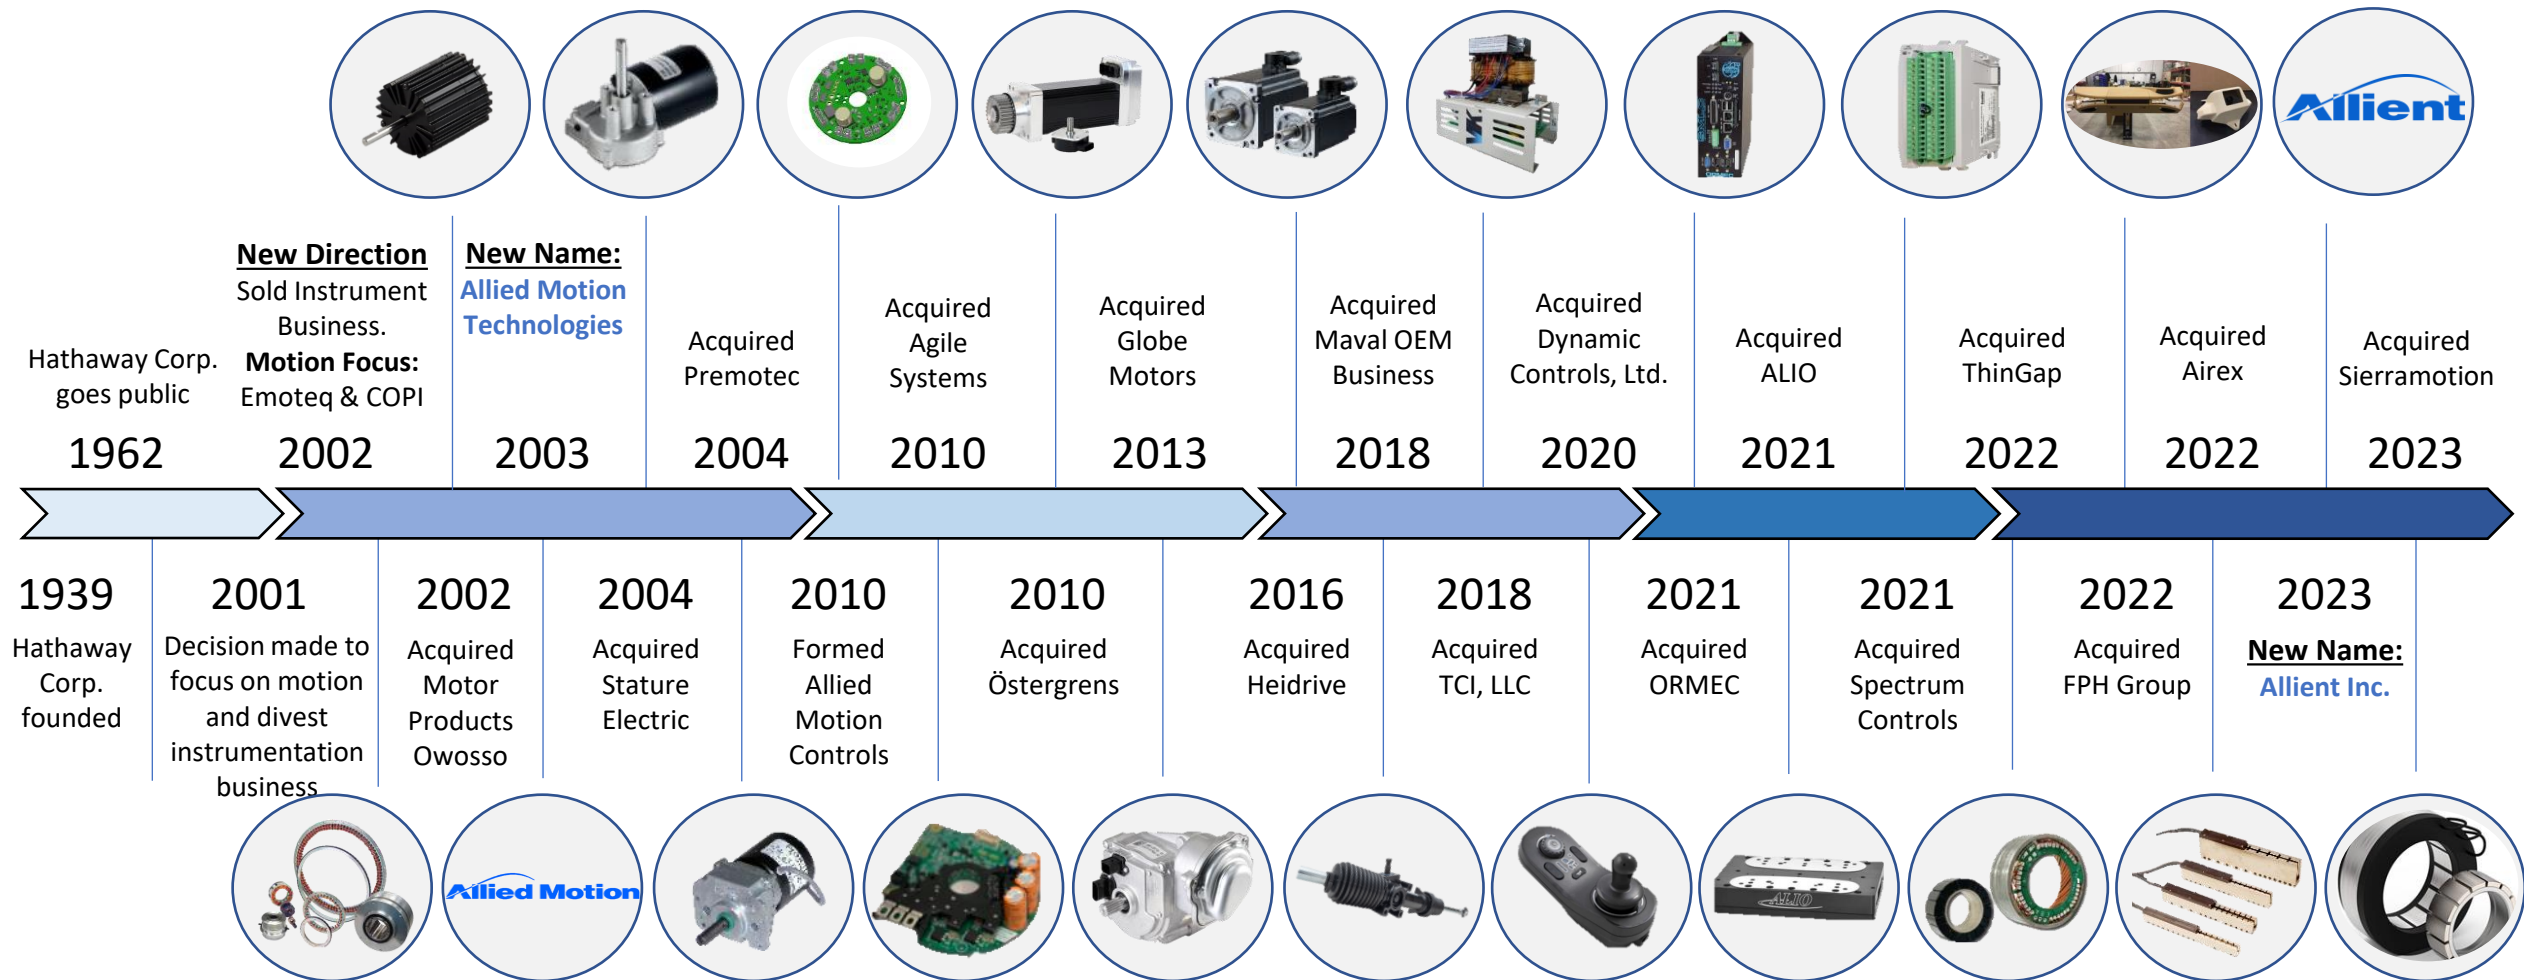 Allient
New Direction
Sold Instrument
Business.
Motion Focus:
Emoteq & COPI
New Name:
Allied Motion
Technologies
Hathaway Corp.
goes public
Acquired
Premotec
Acquired
Agile
Systems
Acquired
Globe
Motors
Acquired
Maval OEM
Business
Acquired
Dynamic
Controls, Ltd.
Acquired
ALIO
Acquired
ThinGap
Acquired
Airex
Acquired
Sierramotion
1962
2002
2003
2004
2010
2013
2018
2020
2021
2022
2022
2023
1939
Hathaway
Corp.
founded
2001
Decision made to
focus on motion
and divest
instrumentation
business
2002
Acquired
Motor
Products
Owosso
2004
Acquired
Stature
Electric
2010
Formed
Allied
Motion
Controls
2010
Acquired
Östergrens
2016
Acquired
Heidrive
2018
Acquired
TCI, LLC
2021
Acquired
ORMEC
2021
Acquired
Spectrum
Controls
2022
Acquired
FPH Group
2023
New Name:
Allient Inc.
Allied Motion
ALIO